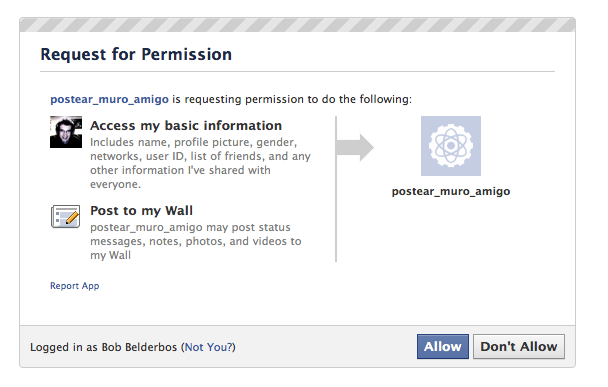 Request for Permission
postear_muro_amigo is requesting permission to do the following:
Access my basic information
Includes name, profile picture, gender,
networks, user ID, list of friends, and any
other information I've shared with
everyone.
postear_muro_amigo
Post to my Wall
postear_muro_amigo may post status
messages, notes, photos, and videos to
my Wall
Report App
Logged in as Bob Belderbos (Not You?)
Allow
Don't Allow